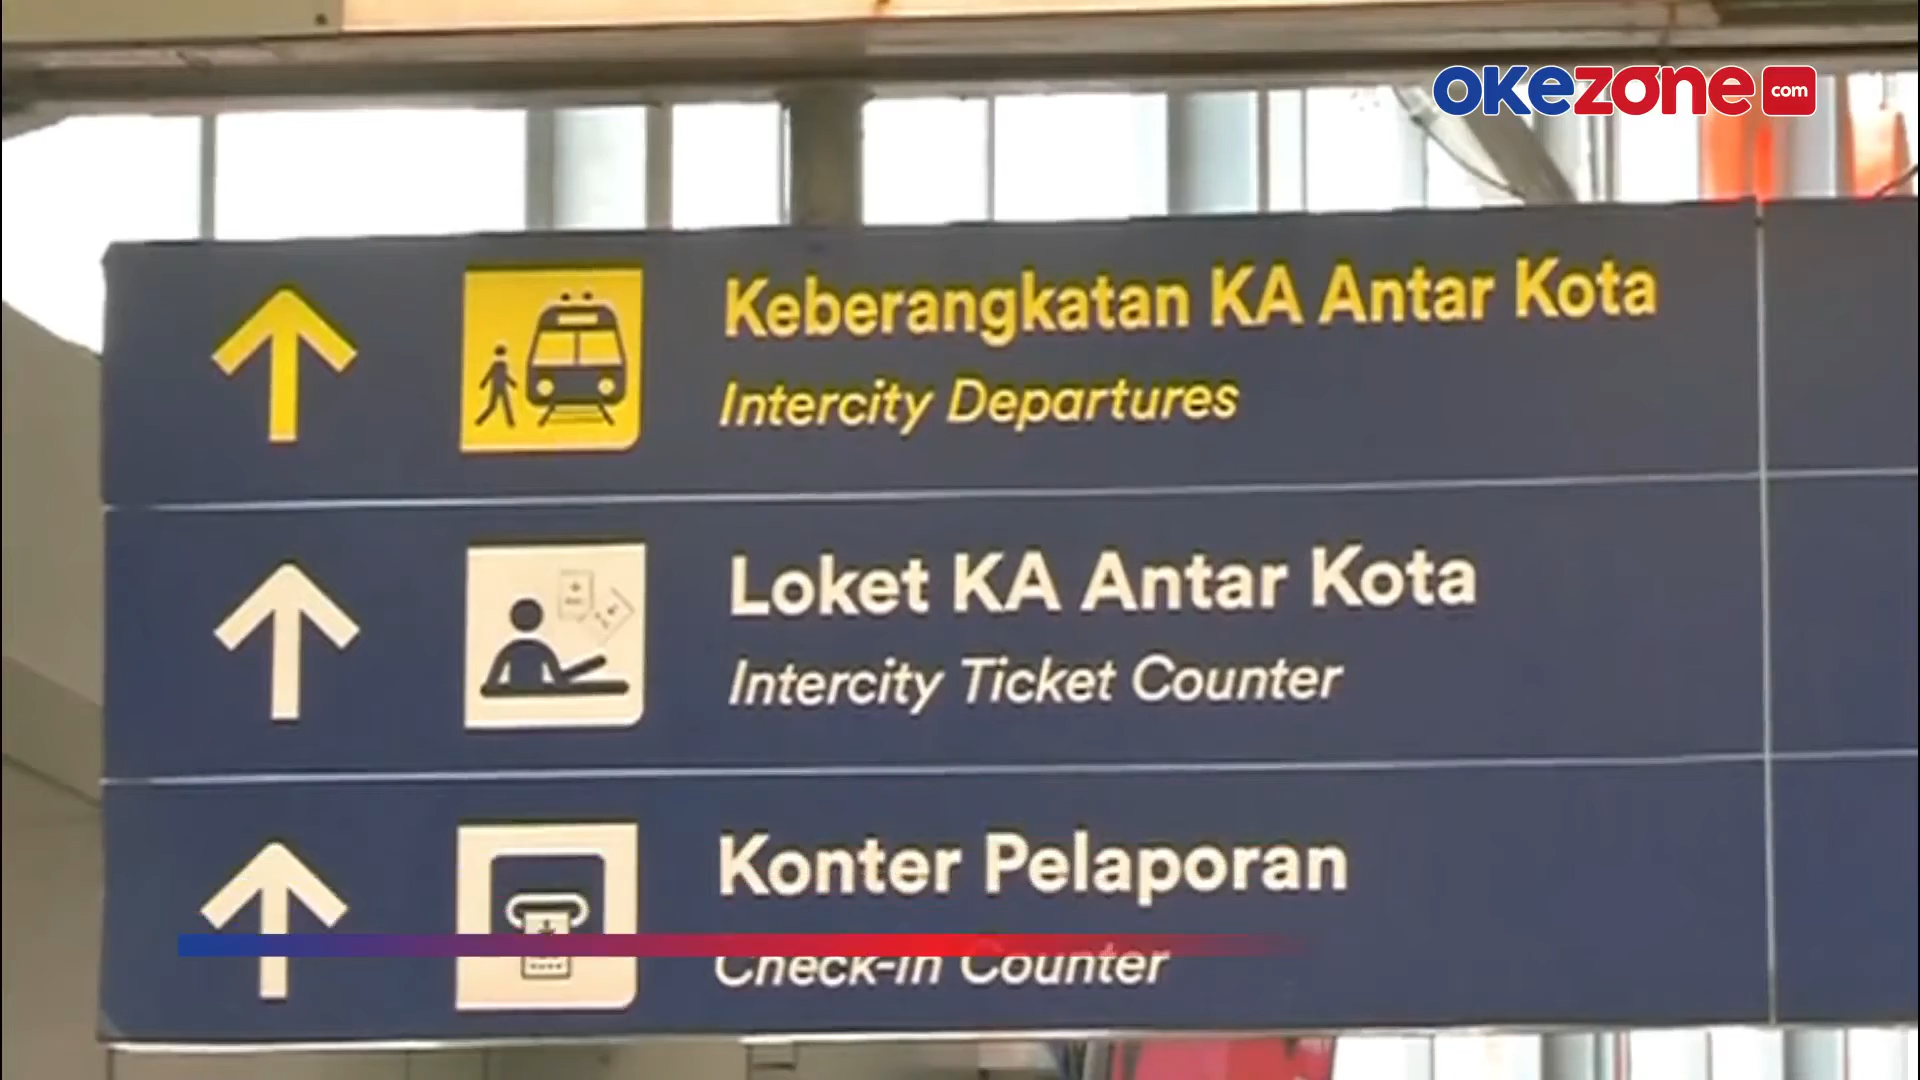 okezone com
Keberangkatan KA Antar Kota
Intercity Departures
Loket KA Antar Kota
Intercity Ticket Counter
Konter Pelaporan
Check-In Counter